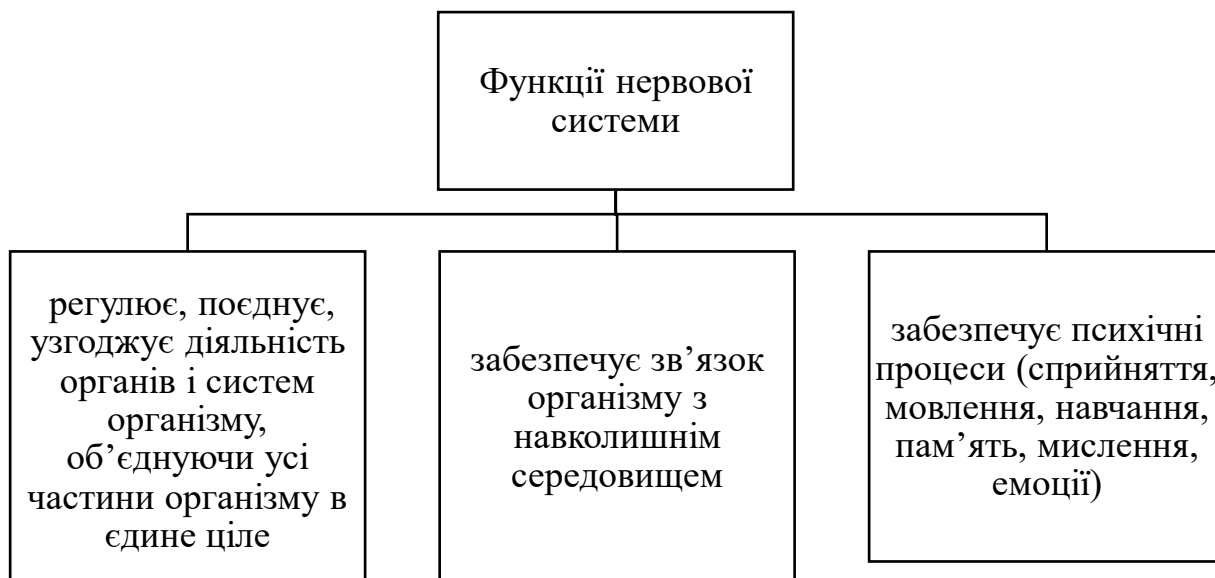 Функції нервової
системи
регулює, поєднує,
узгоджує діяльність
органів і систем
організму,
об’єднуючи усі
частини організму в
єдине ціле
забезпечує зв’язок
організму з
навколишнім
середовищем
забезпечує психічні
процеси (сприйняття,
мовлення, навчання,
пам’ять, мислення,
емоції)